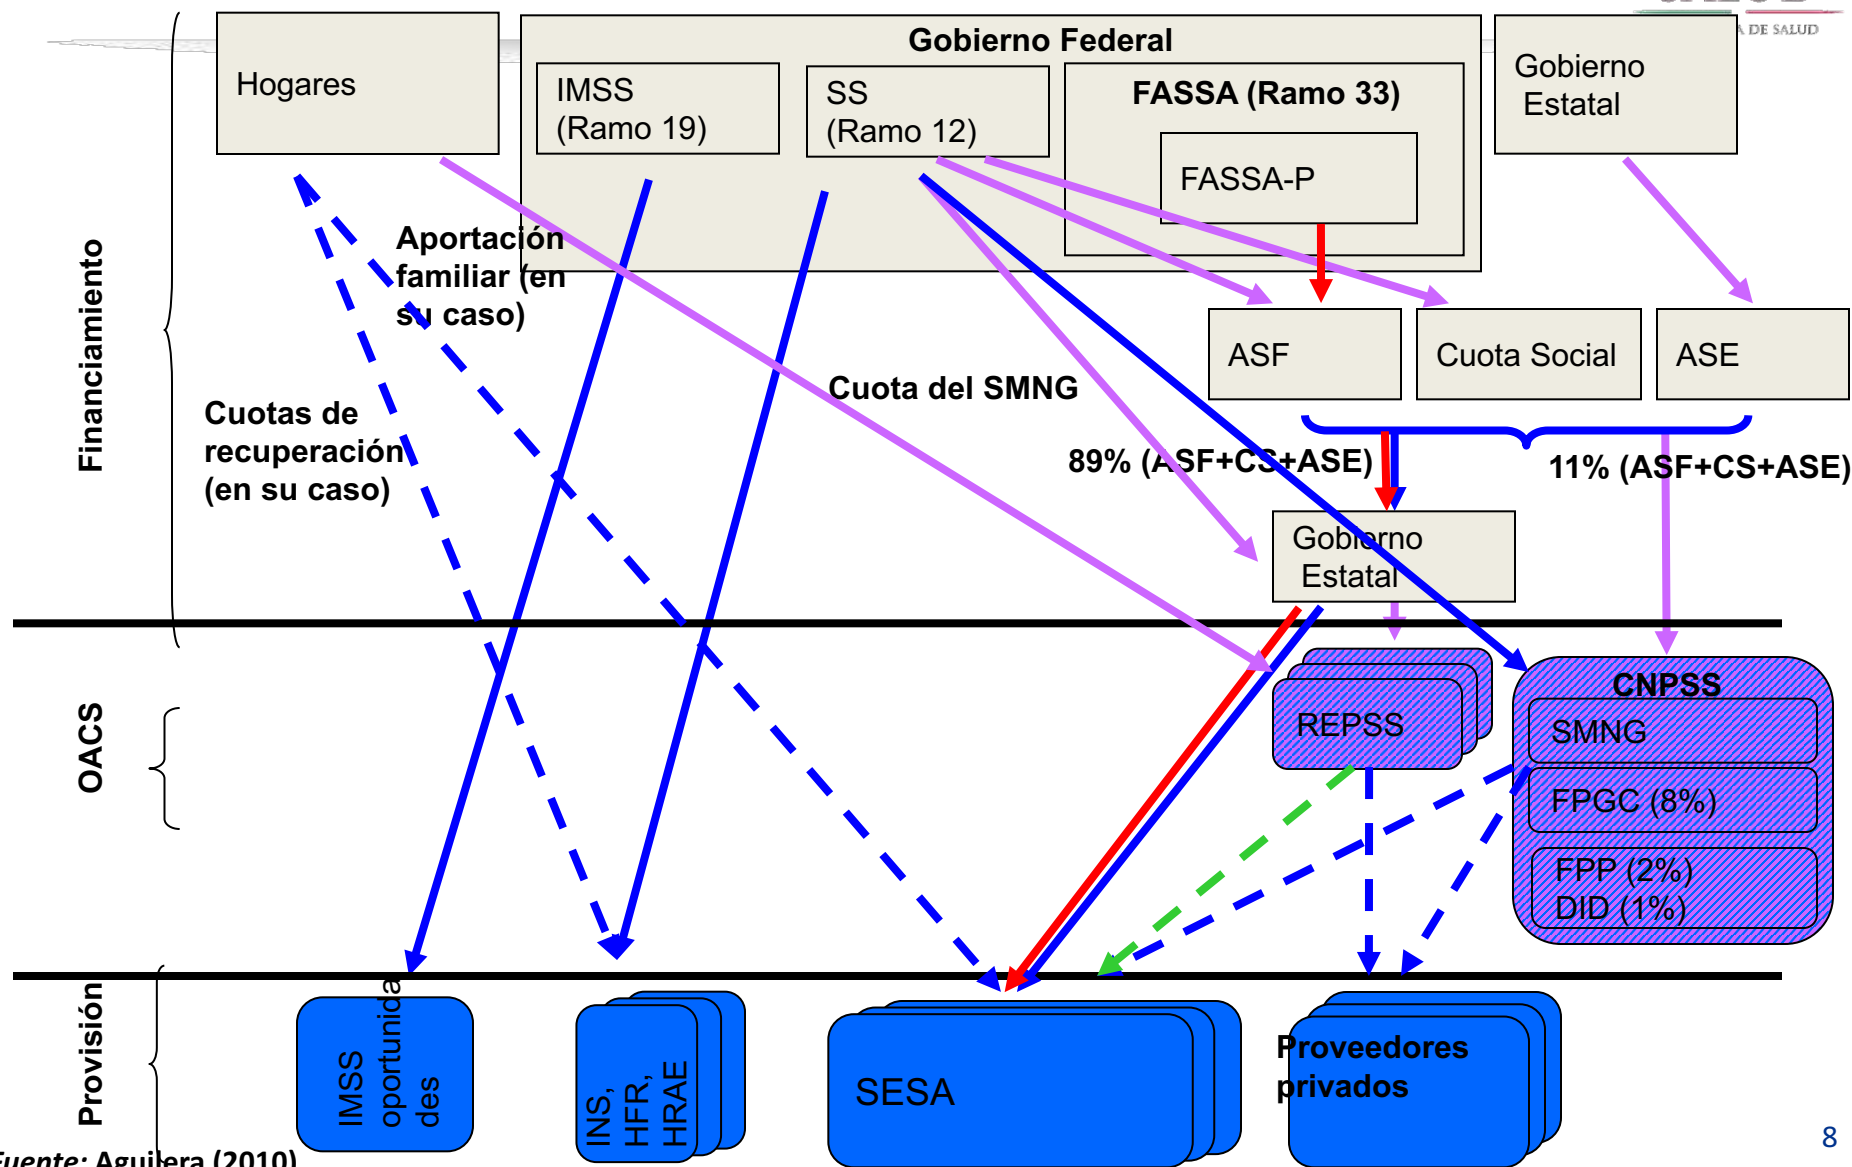 A DE SALUD
Gobierno Federal
Hogares
IMSS
(Ramo 19)
SS
(Ramo 12)
FASSA (Ramo 33)
FASSA-P
Gobierno
Estatal
Financiamiento
Aportación
familiar (en
su caso)
Cuotas de
recuperación
(en su caso)
Cuota del SMNG
ASF
Cuota Social
ASE
89% (ASF+CS+ASE)
11% (ASF+CS+ASE)
Gobierno
Estatal
OACS
REPSS
CNPSS
SMNG
FPGC (8%)
FPP (2%)
DID (1%)
Provisión
IMSS
oportunida
des
INS,
HFR,
HRAE
SESA
Proveedores
privados
Fuente: Aguilera (2010)
8